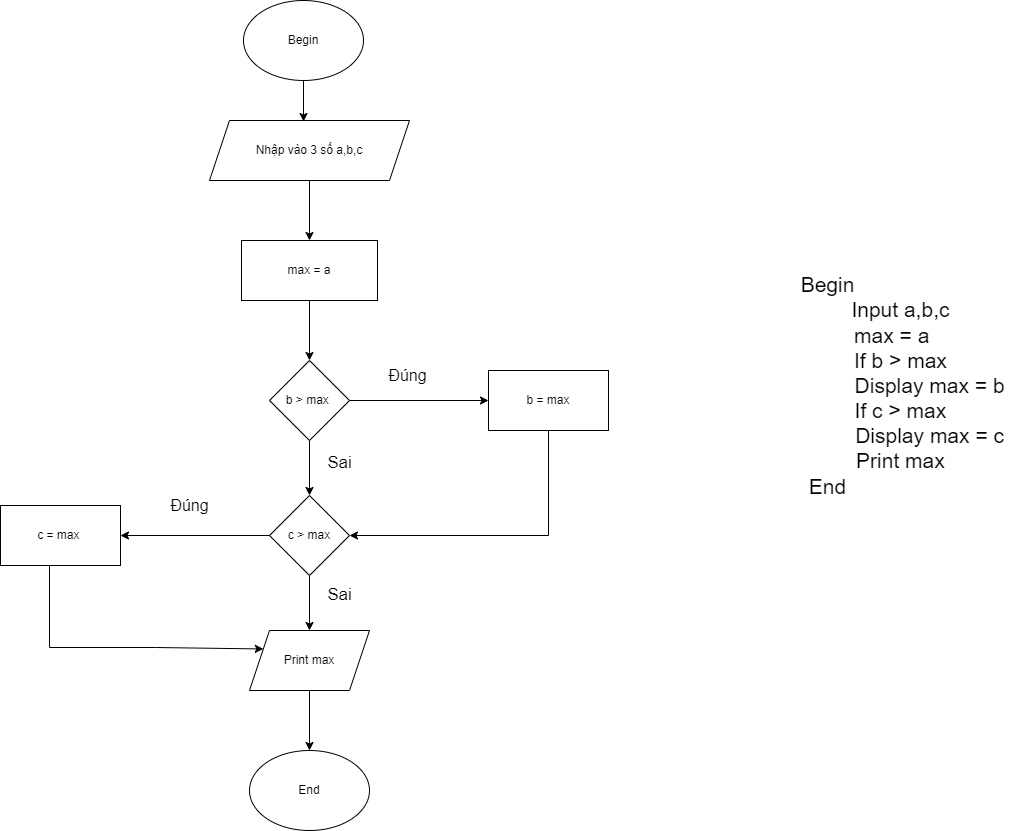 Begin
Nhập vào 3 số a,b,c
max = a
b > max
Đúng
b = max
Sai
c > max
Đúng
c = max
Sai
Print max
End
Begin
Input a,b,c
max = a
If b > max
Display max = b
If c > max
Display max = c
Print max
End